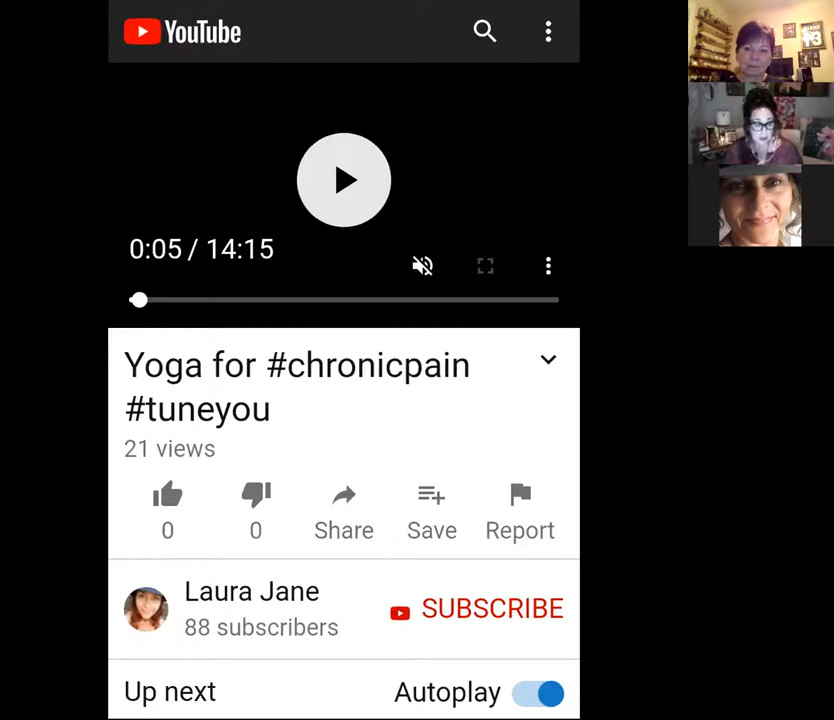 YouTube
0:05 / 14:15
Yoga for #chronicpain
#tuneyou
21 views
0 0 Share Save Report
Laura Jane
88 subscribers
SUBSCRIBE
Up next Autoplay